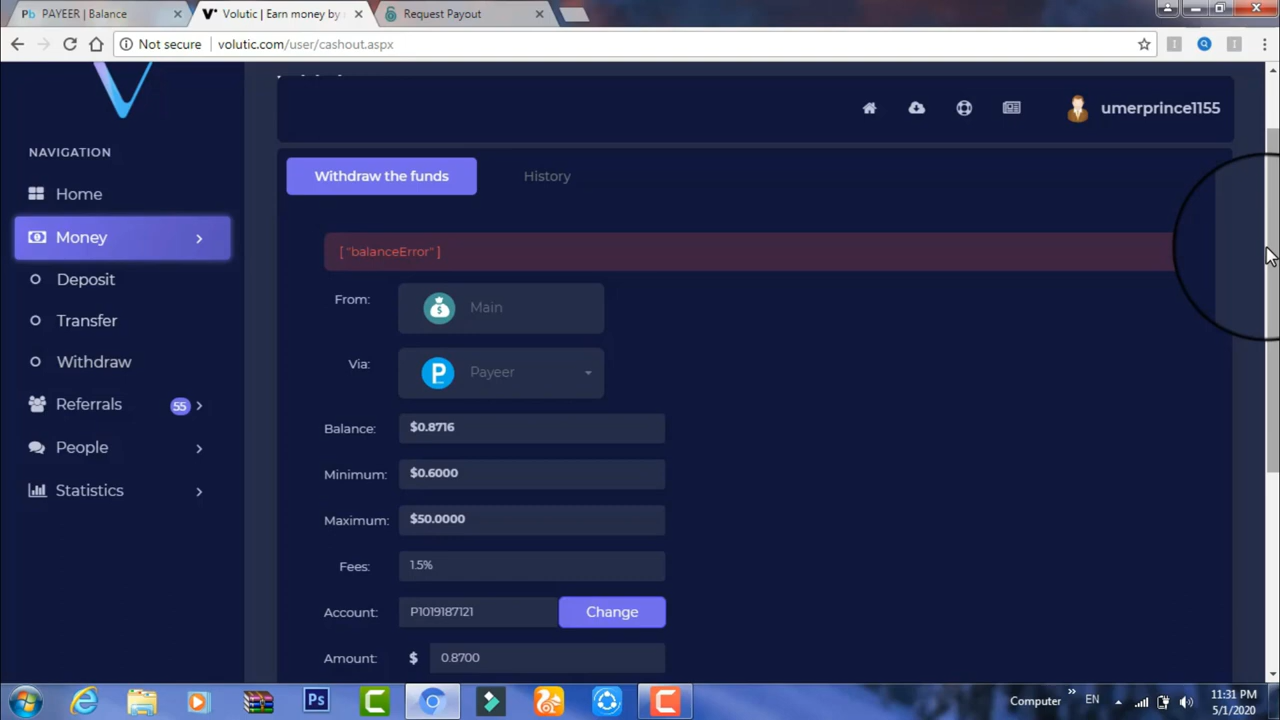 PAYEER | Balance
Volutic | Earn money by
Request Payout
Not secure
volutic.com/user/cashout.aspx
umerprince1155
NAVIGATION
Home
Money
Deposit
Transfer
Withdraw
Referrals 55
People
Statistics
Withdraw the funds
History
[ "balanceError" ]
From: Main
Via: Payeer
Balance: $0.8716
Minimum: $0.6000
Maximum: $50.0000
Fees: 1.5%
Account: P1019187121 Change
Amount: $ 0.8700
Computer
EN
11:31 PM
5/1/2020